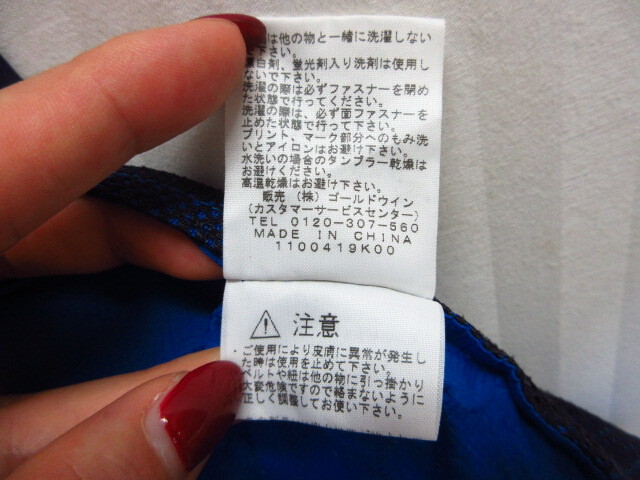 は他の物と一緒に洗濯しない
で下さい。
白剤、蛍光剤入り洗剤は使用し
ないで下さい。
洗濯の際は必ずファスナーを閉め
た状態で行ってください。
洗濯の際は、必ず面ファスナーを
止めた状態で行って下さい。
プリント、マーク部分へのもみ洗
いとアイロンはお避け下さい。
水洗いの場合のタンブラー乾燥は
お避けください。
高温乾燥はお避け下さい。
販売 (株) ゴールドウイン
(カスタマーサービスセンター)
TEL 0120-307-560
MADE IN CHINA
1100419K00
注意
・ご使用により皮膚に異常が発生し
た時は使用を止めて下さい。
ベルトや紐は他の物に引っ掛かり
大変危険ですので絡まないように
正しく調整してお使い下さい。